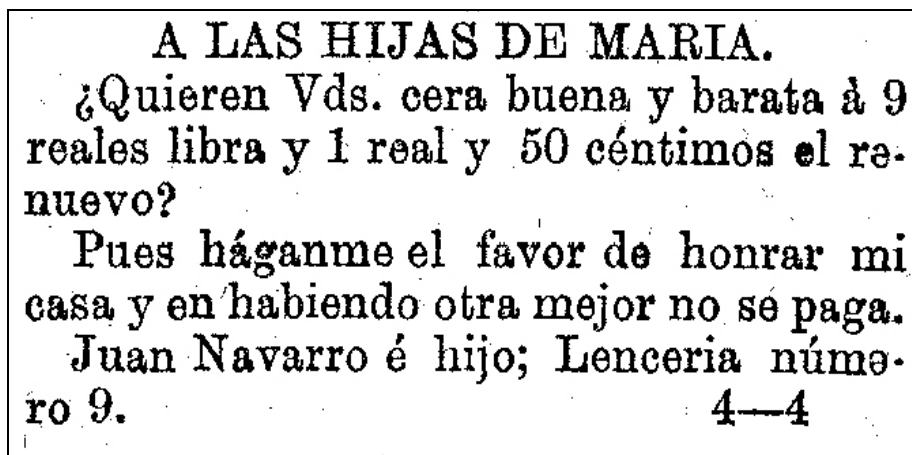 A LAS HIJAS DE MARIA.
¿Quieren Vds. cera buena y barata à 9
reales libra y 1 real y 50 céntimos el re-
nuevo?
Pues háganme el favor de honrar mi
casa y en habiendo otra mejor no se paga.
Juan Navarro é hijo; Lenceria núme-
ro 9. 4—4